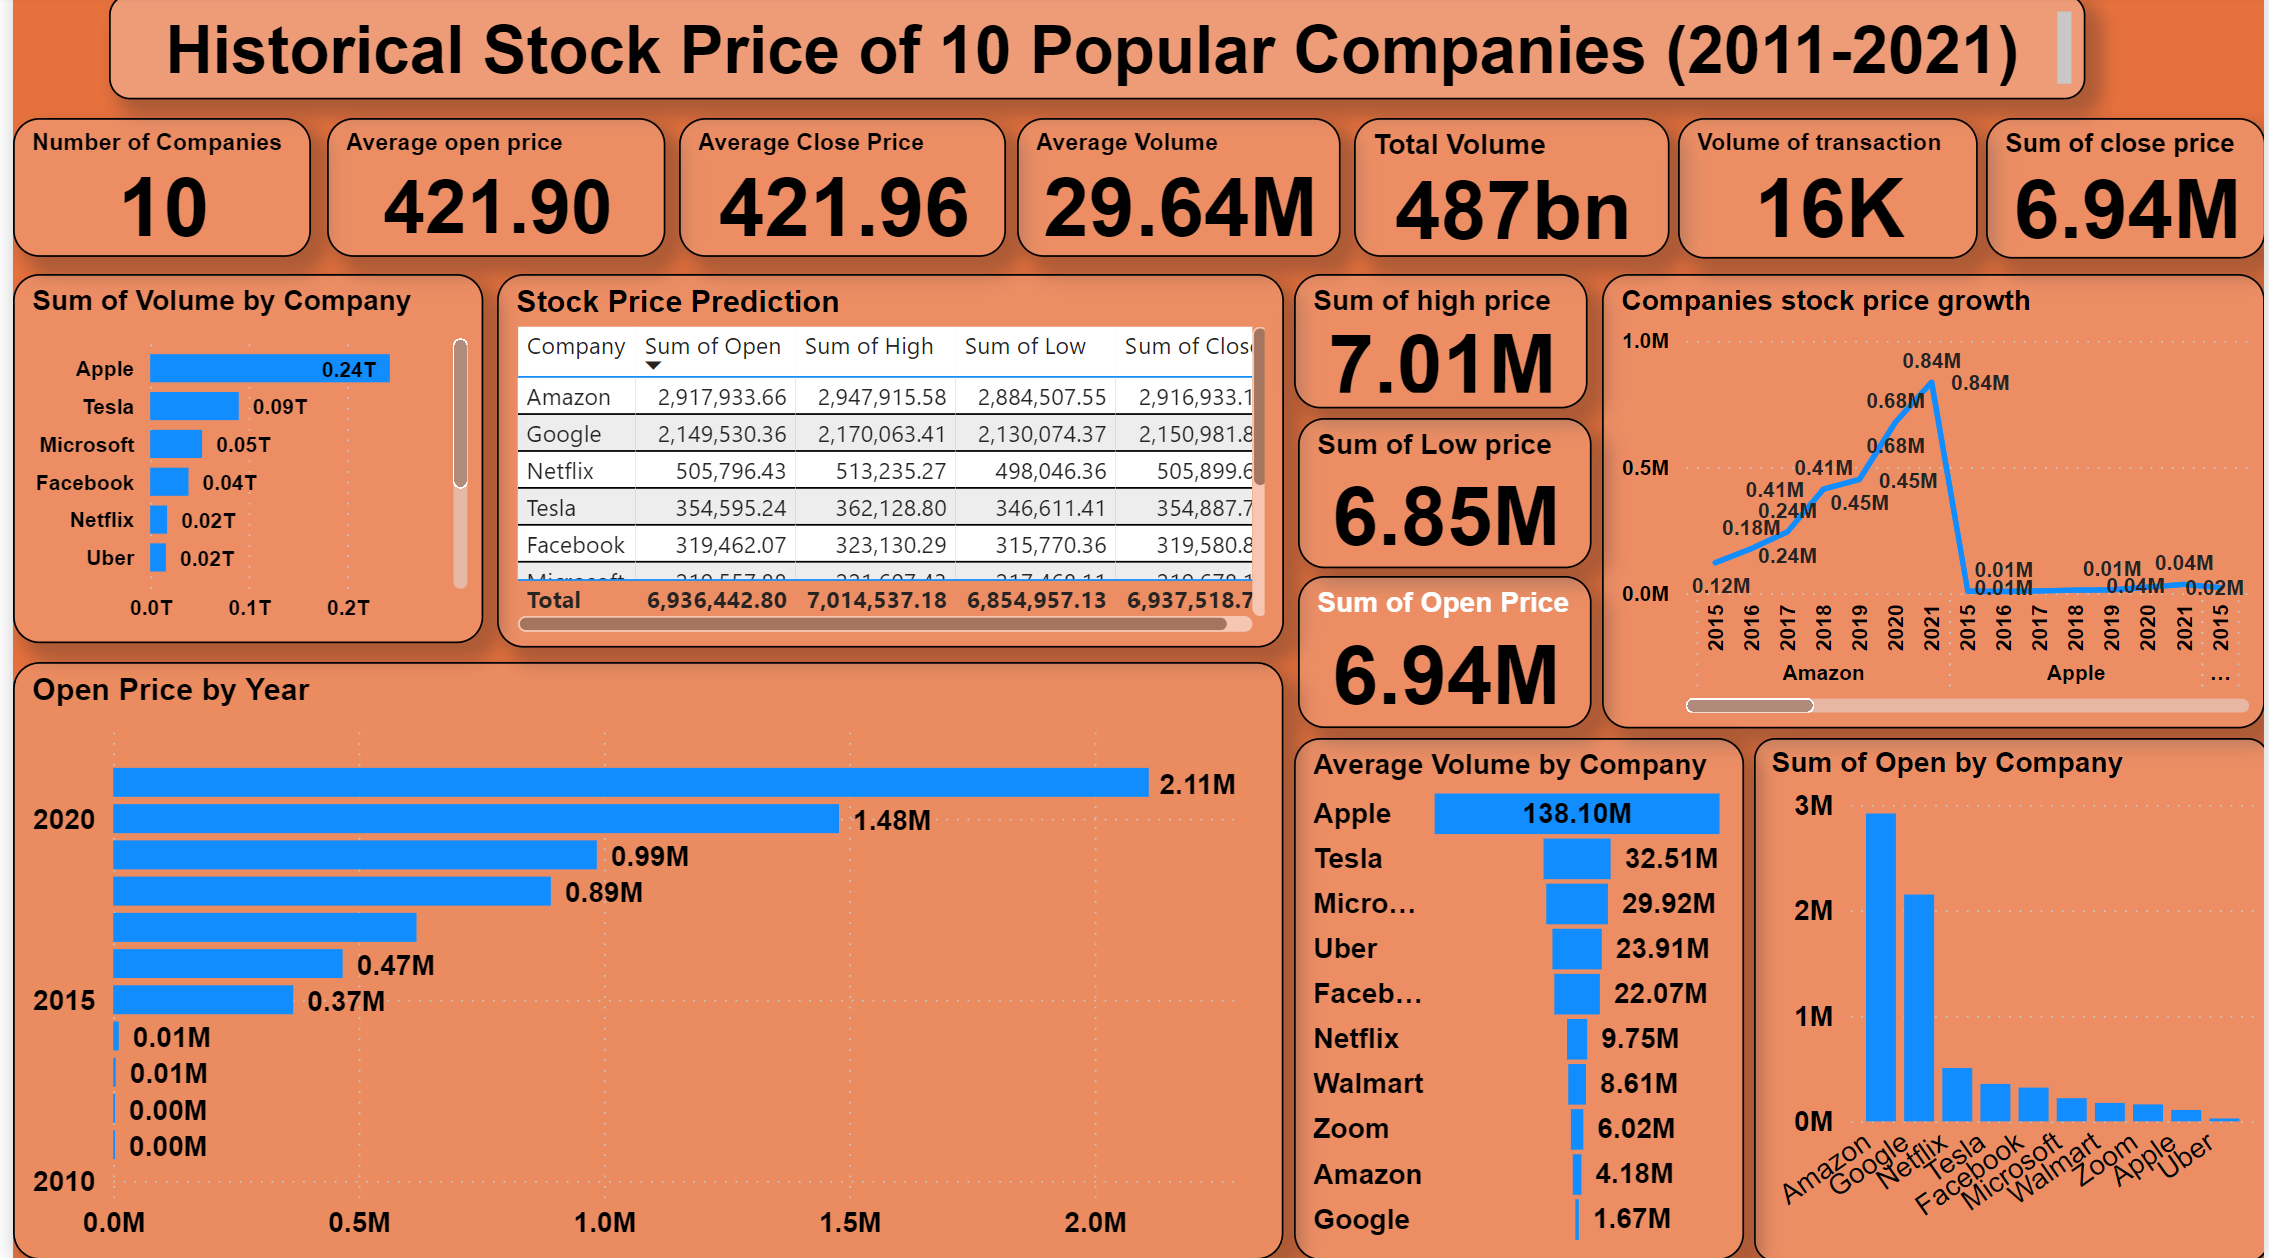 Historical Stock Price of 10 Popular Companies (2011-2021)
Number of Companies
10
Average open price
421.90
Average Close Price
421.96
Average Volume
29.64M
Total Volume
487bn
Volume of transaction
16K
Sum of close price
6.94M
Sum of Volume by Company
Apple 0.24T
Tesla 0.09T
Microsoft 0.05T
Facebook 0.04T
Netflix 0.02T
Uber 0.02T
0.0T 0.1T 0.2T
Stock Price Prediction
Company Sum of Open Sum of High Sum of Low Sum of Close
Amazon 2,917,933.66 2,947,915.58 2,884,507.55 2,916,933.1
Google 2,149,530.36 2,170,063.41 2,130,074.37 2,150,981.8
Netflix 505,796.43 513,235.27 498,046.36 505,899.6
Tesla 354,595.24 362,128.80 346,611.41 354,887.7
Facebook 319,462.07 323,130.29 315,770.36 319,580.8
Microsoft
Total 6,936,442.80 7,014,537.18 6,854,957.13 6,937,518.7
Sum of high price
7.01M
Sum of Low price
6.85M
Sum of Open Price
6.94M
Companies stock price growth
1.0M
0.5M
0.0M
0.84M
0.84M
0.68M
0.68M
0.41M
0.45M
0.41M
0.45M
0.24M
0.18M
0.24M
0.12M
0.01M
0.01M
0.01M
0.04M
0.04M
0.02M
2015 2016 2017 2018 2019 2020 2021 2015 2016 2017 2018 2019 2020 2021 2015
Amazon Apple ...
Open Price by Year
2.11M
2020 1.48M
0.99M
0.89M
0.47M
2015 0.37M
0.01M
0.01M
0.00M
0.00M
2010
0.0M 0.5M 1.0M 1.5M 2.0M
Average Volume by Company
Apple 138.10M
Tesla 32.51M
Micro... 29.92M
Uber 23.91M
Faceb... 22.07M
Netflix 9.75M
Walmart 8.61M
Zoom 6.02M
Amazon 4.18M
Google 1.67M
Sum of Open by Company
3M
2M
1M
0M
Amazon Google Netflix Tesla Facebook Microsoft Walmart Zoom Apple Uber